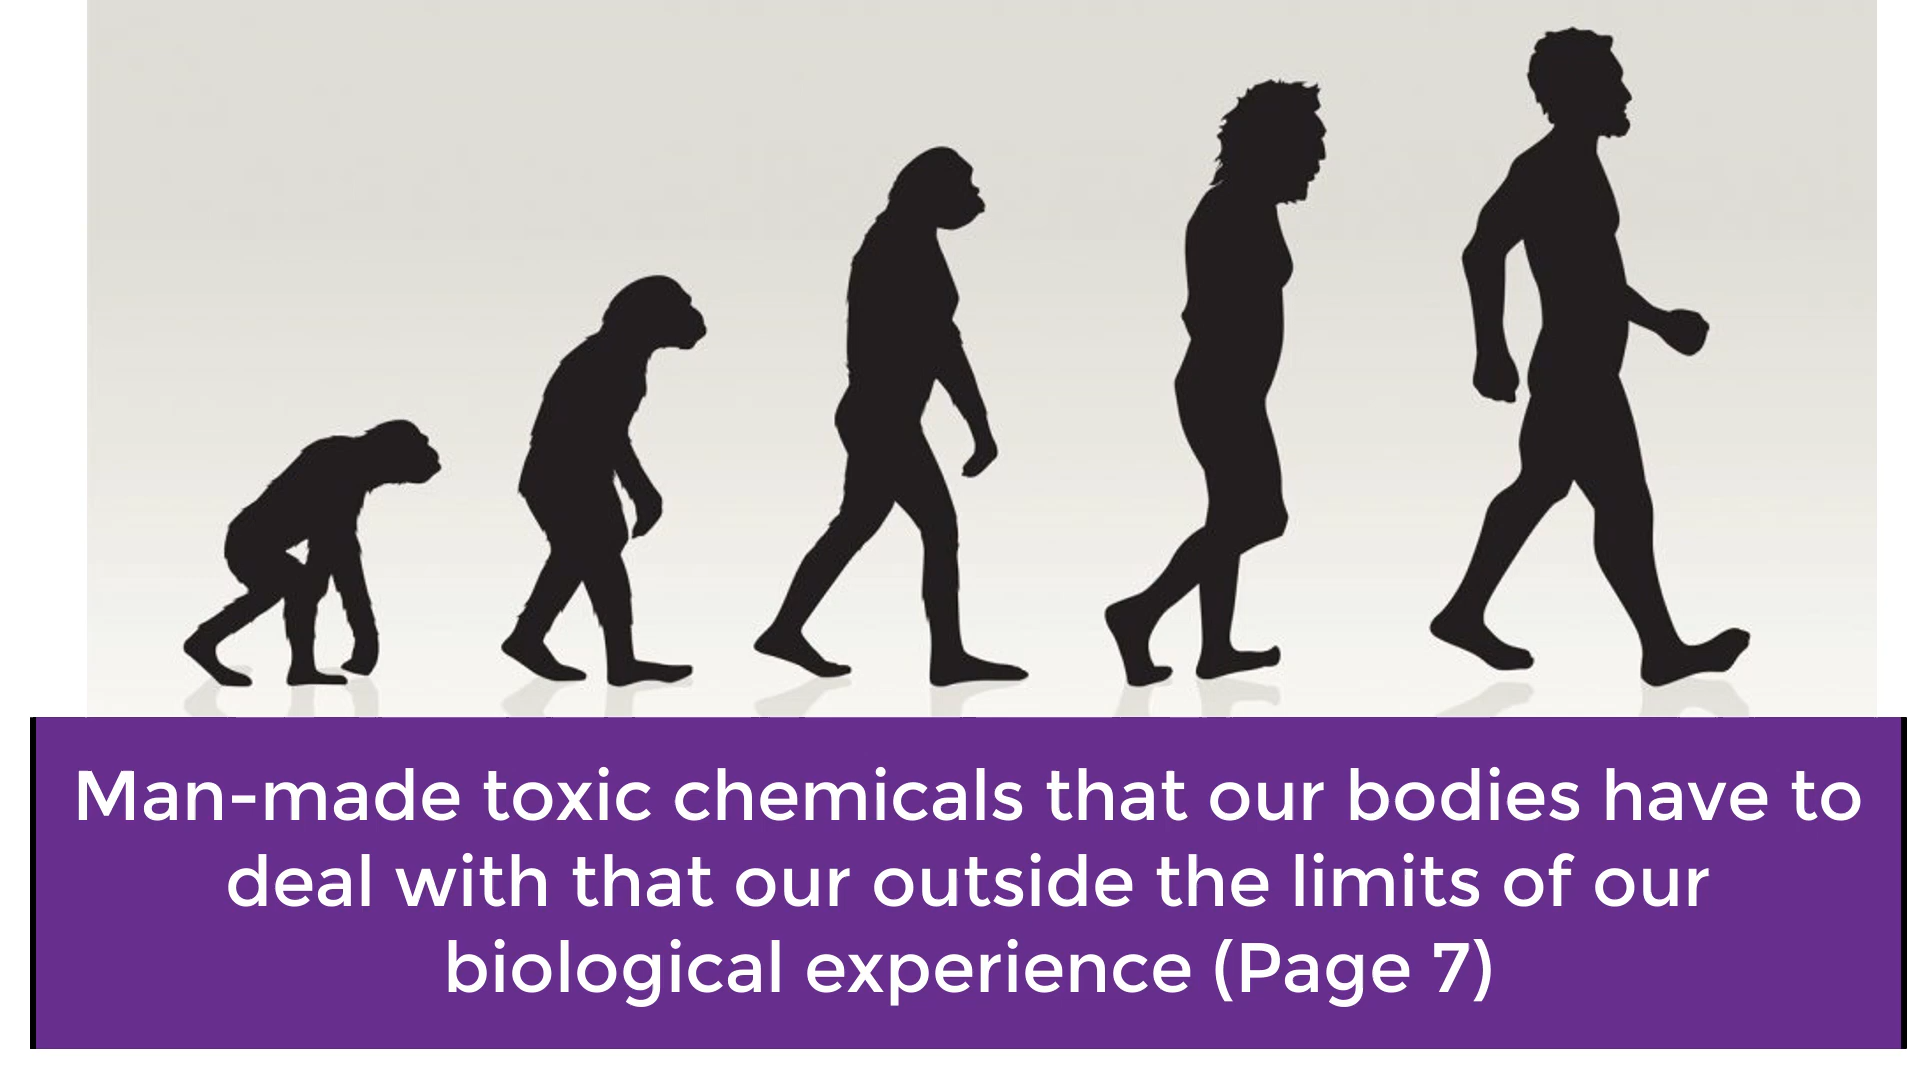 Man-made toxic chemicals that our bodies have to
deal with that our outside the limits of our
biological experience (Page 7)